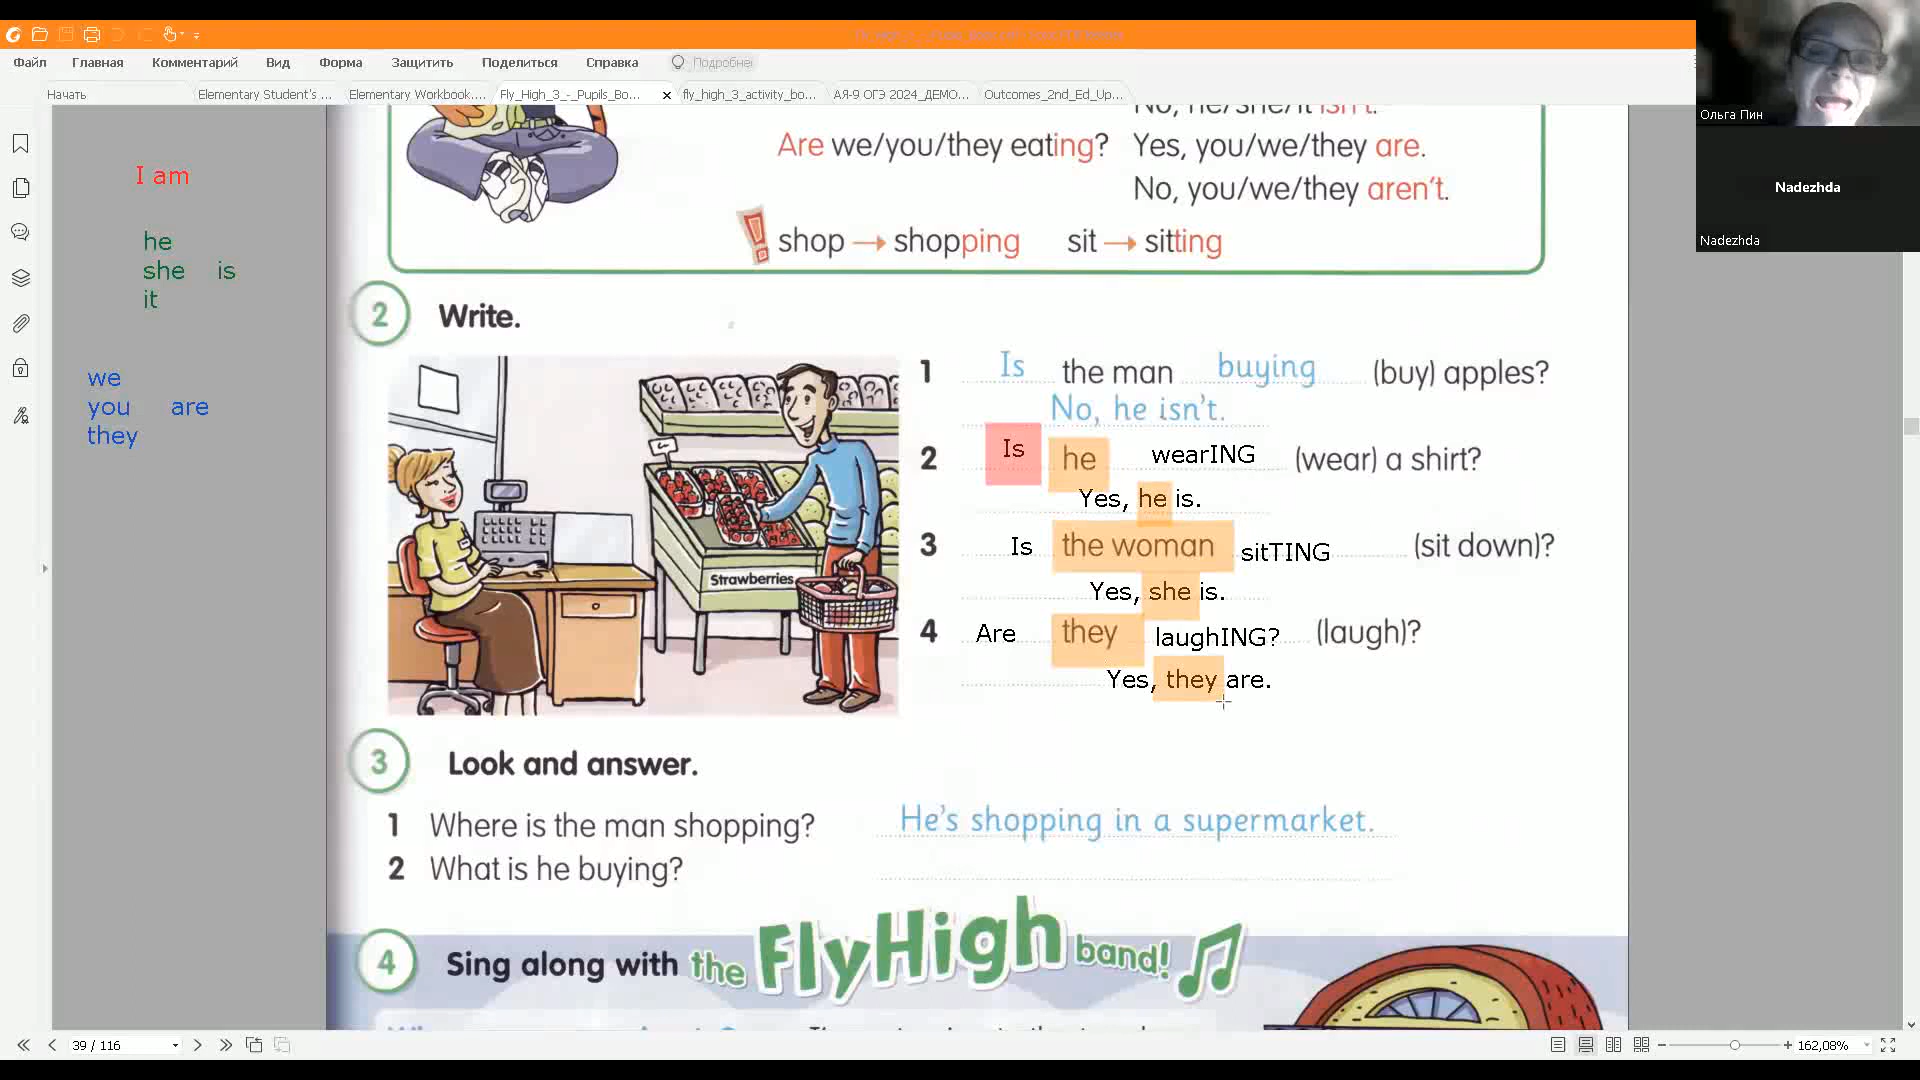 Файл Главная Комментарий Вид Форма Защитить Поделиться Справка Подробнее
Начать Elementary Student's ... Elementary Workbook.... Fly_High_3_-_Pupils_Bo... fly_high_3_activity_bo... АЯ-9 ОГЭ 2024_ДЕМО... Outcomes_2nd_Ed_Up...
Ольга Пин
Nadezhda
Nadezhda
I am
he
she is
it
we
you are
they
No, he/she/it isn't.
Are we/you/they eating? Yes, you/we/they are.
No, you/we/they aren't.
! shop → shopping sit → sitting
2 Write.
Strawberries
1 Is the man buying (buy) apples?
No, he isn't.
2 Is he wearING (wear) a shirt?
Yes, he is.
3 Is the woman sitTING (sit down)?
Yes, she is.
4 Are they laughING? (laugh)?
Yes, they are.
3 Look and answer.
1 Where is the man shopping? He's shopping in a supermarket.
2 What is he buying?
4 Sing along with the FlyHigh band!
39 / 116
162,08%